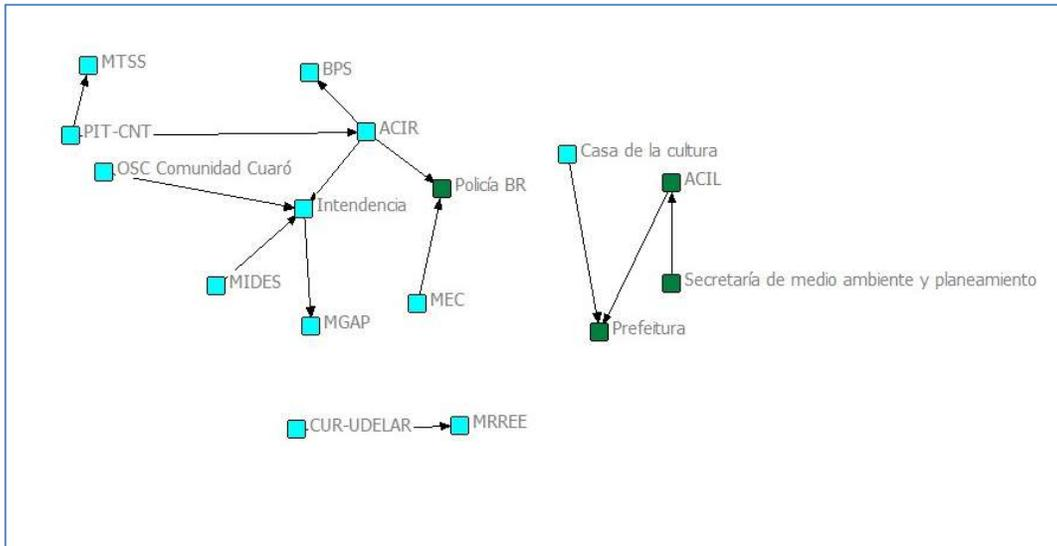 MTSS
BPS
PIT-CNT
ACIR
Casa de la cultura
OSC Comunidad Cuaró
ACIL
Policía BR
Intendencia
MIDES
Secretaría de medio ambiente y planeamiento
MEC
MGAP
Prefeitura
CUR-UDELAR
MRREE